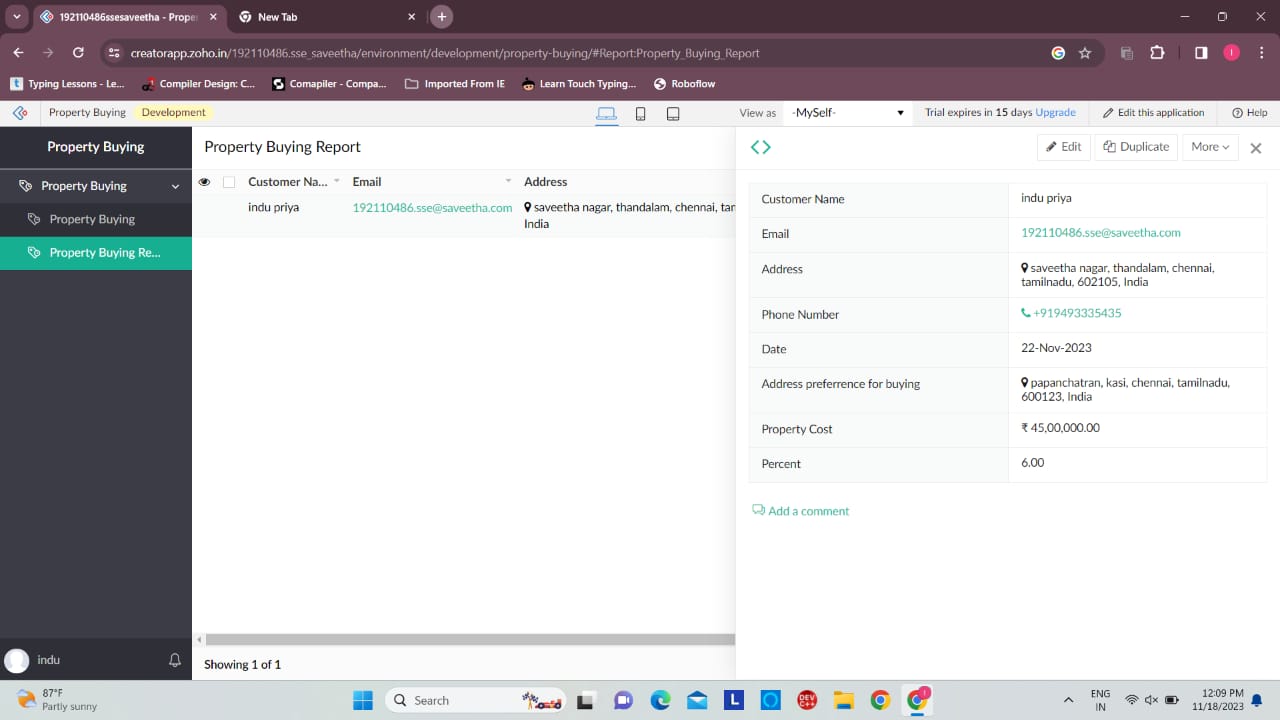 192110486ssesaveetha - Prope
New Tab
creatorapp.zoho.in/192110486.sse_saveetha/environment/development/property-buying/#Report:Property_Buying_Report
Typing Lessons - Le...
Compiler Design: C...
Comapiler - Compa...
Imported From IE
Learn Touch Typing...
Roboflow
Property Buying
Development
View as
-MySelf-
Trial expires in 15 days Upgrade
Edit this application
Help
Property Buying
Property Buying
Property Buying
Property Buying Re...
Property Buying Report
Customer Na...
Email
Address
indu priya
192110486.sse@saveetha.com
saveetha nagar, thandalam, chennai, tar
India
Edit
Duplicate
More
Customer Name
indu priya
Email
192110486.sse@saveetha.com
Address
saveetha nagar, thandalam, chennai,
tamilnadu, 602105, India
Phone Number
+919493335435
Date
22-Nov-2023
Address preferrence for buying
papanchatran, kasi, chennai, tamilnadu,
600123, India
Property Cost
₹ 45,00,000.00
Percent
6.00
Add a comment
indu
Showing 1 of 1
87°F
Partly sunny
Search
L
DEV
C++
ENG
IN
12:09 PM
11/18/2023